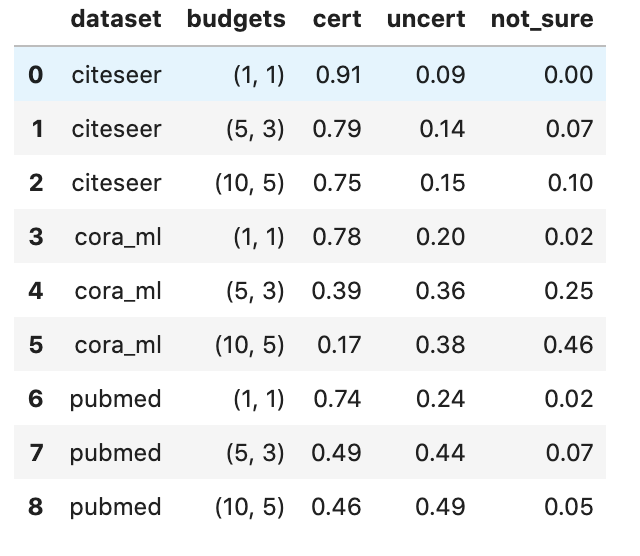 dataset budgets cert uncert not_sure
0 citeseer (1, 1) 0.91 0.09 0.00
1 citeseer (5, 3) 0.79 0.14 0.07
2 citeseer (10, 5) 0.75 0.15 0.10
3 cora_ml (1, 1) 0.78 0.20 0.02
4 cora_ml (5, 3) 0.39 0.36 0.25
5 cora_ml (10, 5) 0.17 0.38 0.46
6 pubmed (1, 1) 0.74 0.24 0.02
7 pubmed (5, 3) 0.49 0.44 0.07
8 pubmed (10, 5) 0.46 0.49 0.05